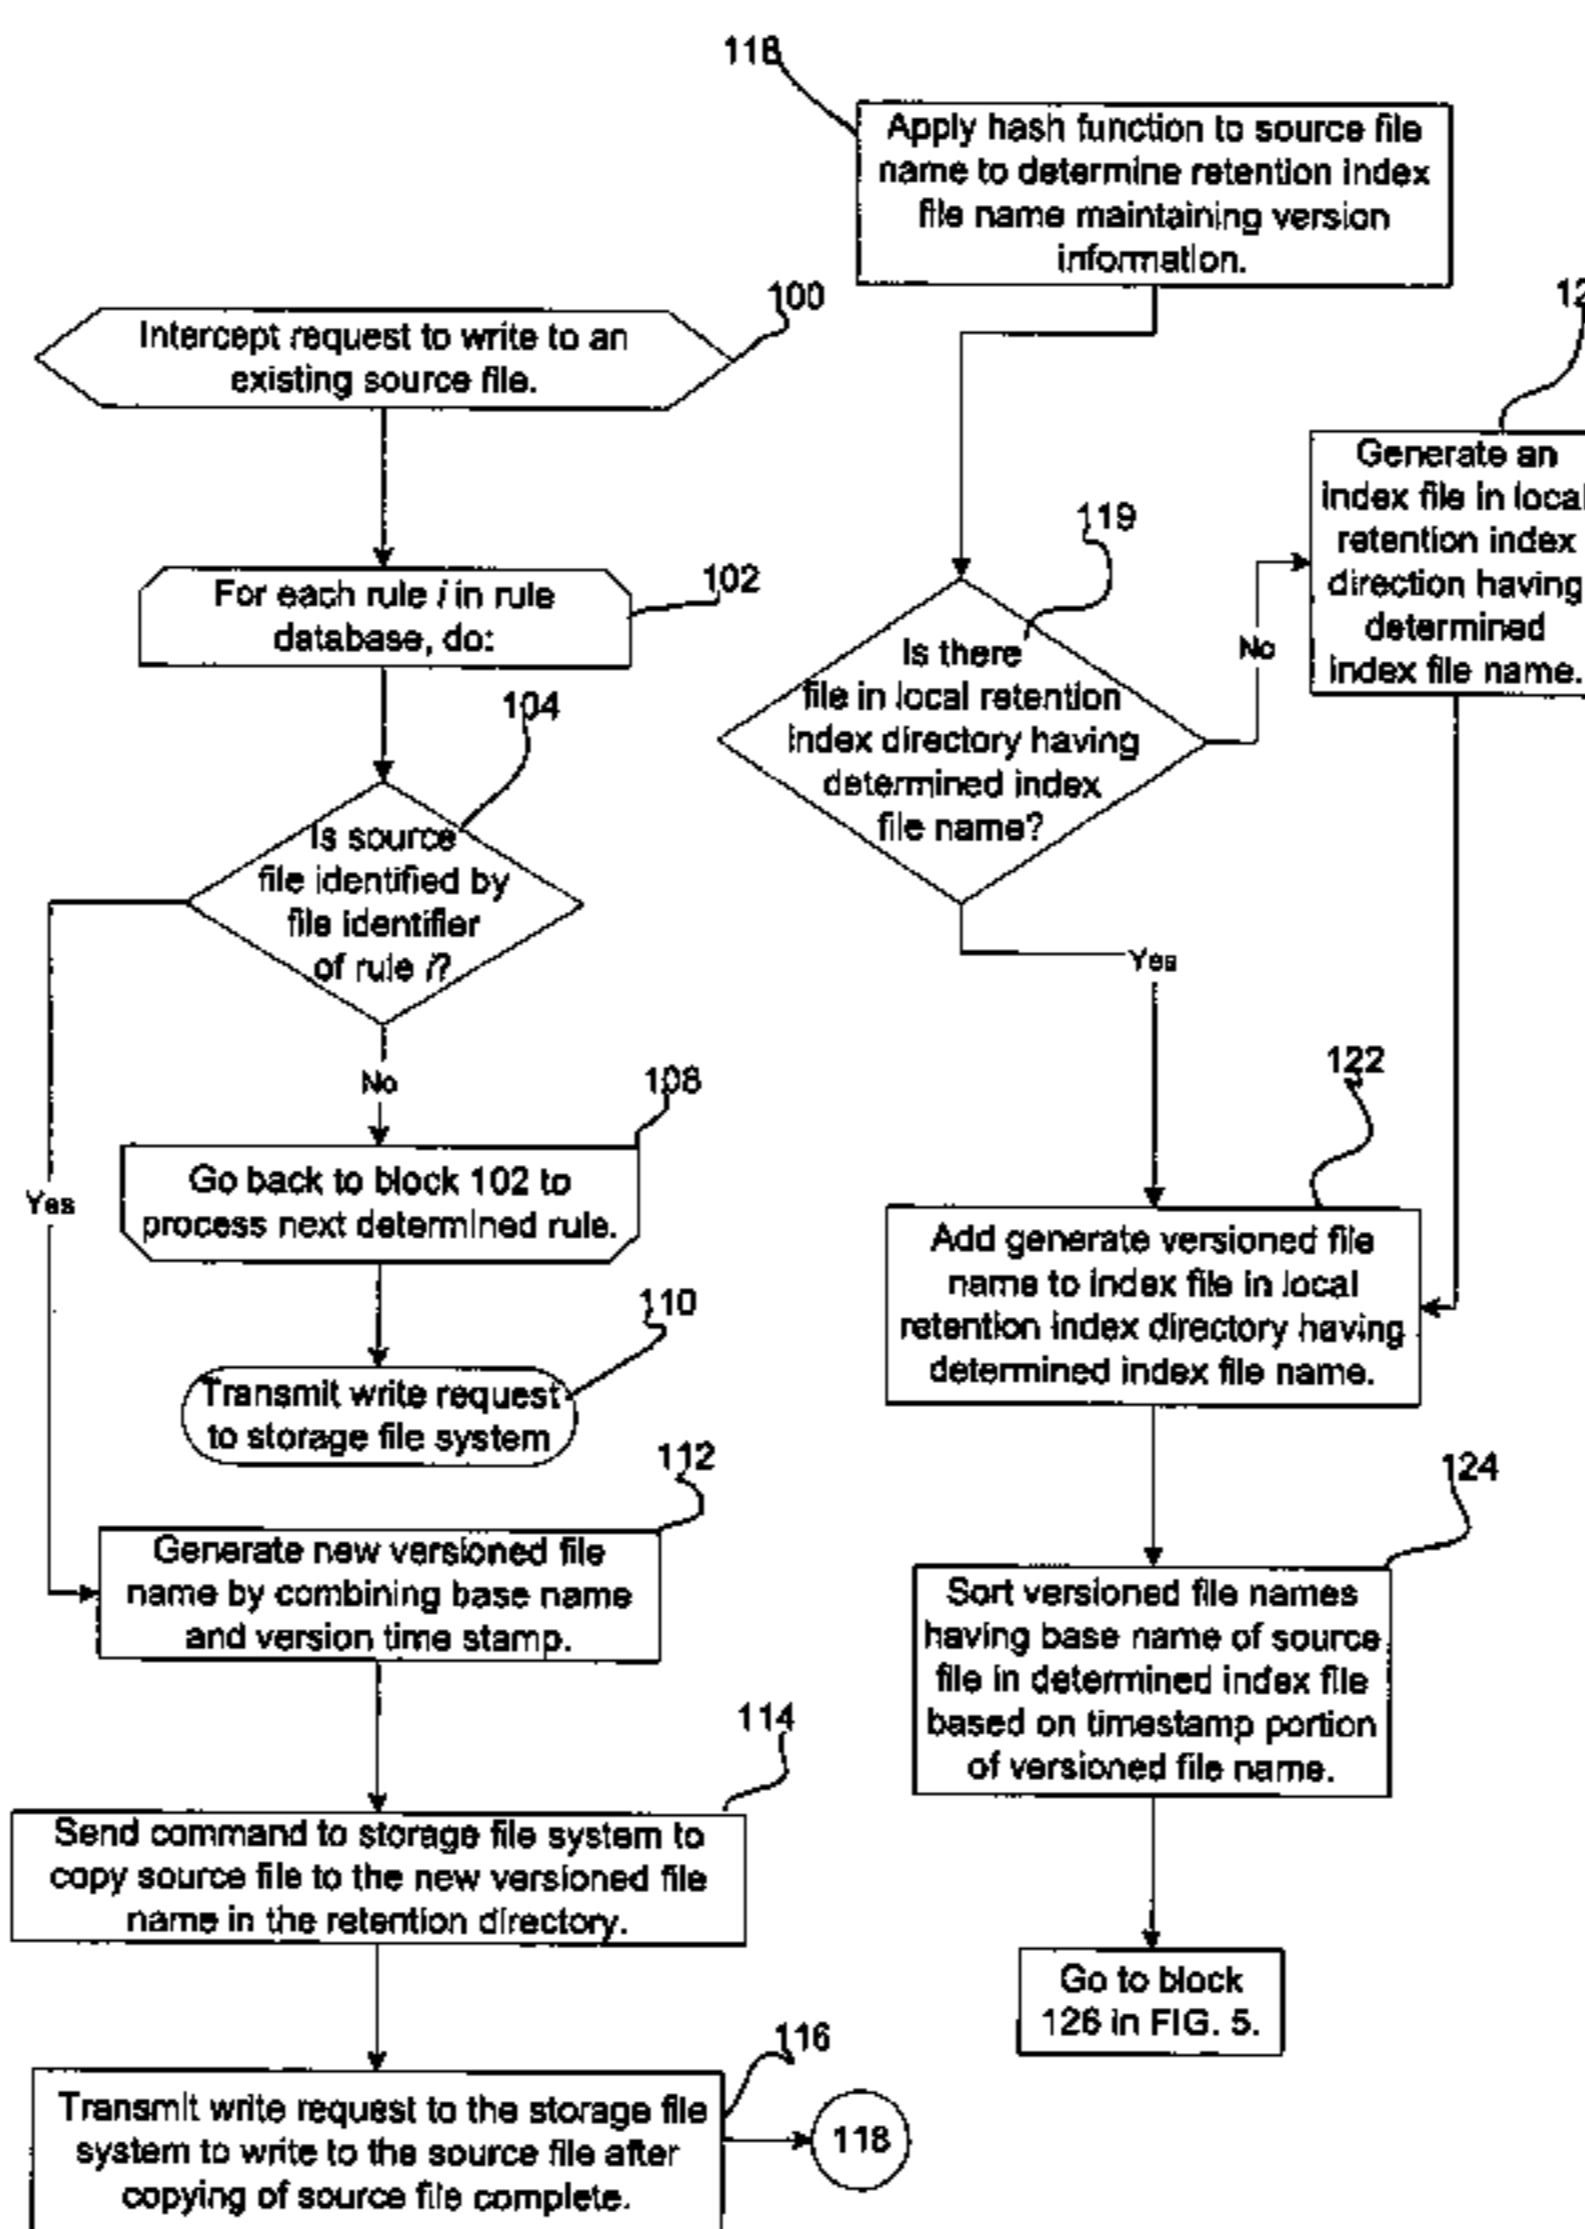 100
Intercept request to write to an
existing source file.
102
For each rule i in rule
database, do:
104
Is source
file identified by
file identifier
of rule i?
Yes
No
108
Go back to block 102 to
process next determined rule.
110
Transmit write request
to storage file system
112
Generate new versioned file
name by combining base name
and version time stamp.
114
Send command to storage file system to
copy source file to the new versioned file
name in the retention directory.
116
Transmit write request to the storage file
system to write to the source file after
copying of source file complete.
118
118
Apply hash function to source file
name to determine retention index
file name maintaining version
information.
119
Is there
file in local retention
index directory having
determined index
file name?
No
Yes
Generate an
index file in local
retention index
direction having
determined
index file name.
122
Add generate versioned file
name to index file in local
retention index directory having
determined index file name.
124
Sort versioned file names
having base name of source
file in determined index file
based on timestamp portion
of versioned file name.
Go to block
126 in FIG. 5.